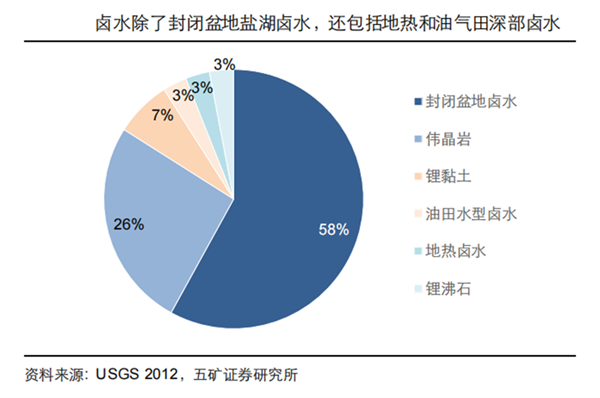 卤水除了封闭盆地盐湖卤水，还包括地热和油气田深部卤水
3%
3%
3%
7%
26%
58%
封闭盆地卤水
伟晶岩
锂黏土
油田水型卤水
地热卤水
锂沸石
资料来源：USGS 2012，五矿证券研究所